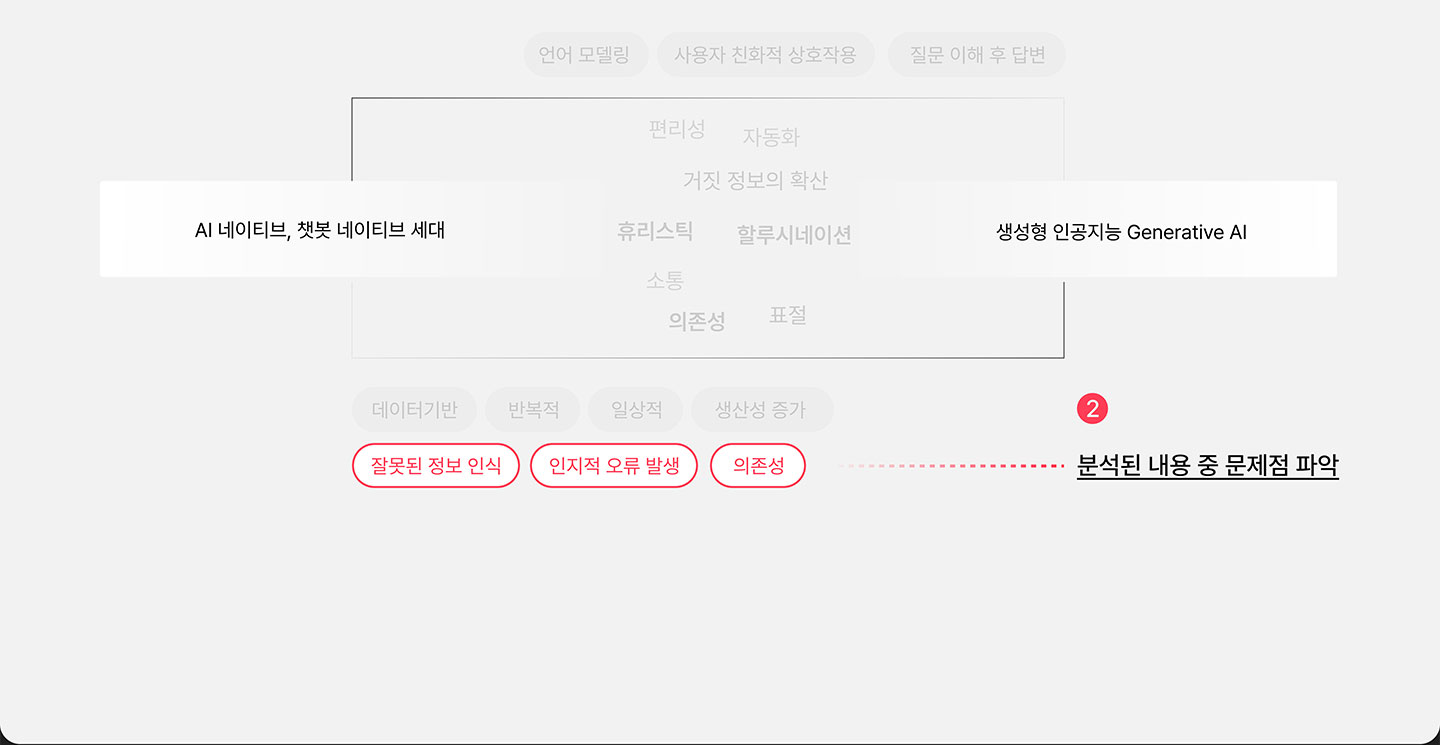 언어 모델링
사용자 친화적 상호작용
질문 이해 후 답변
편리성
자동화
거짓 정보의 확산
AI 네이티브, 챗봇 네이티브 세대
휴리스틱
할루시네이션
생성형 인공지능 Generative AI
소통
의존성
표절
데이터기반
반복적
일상적
생산성 증가
2
잘못된 정보 인식
인지적 오류 발생
의존성
분석된 내용 중 문제점 파악